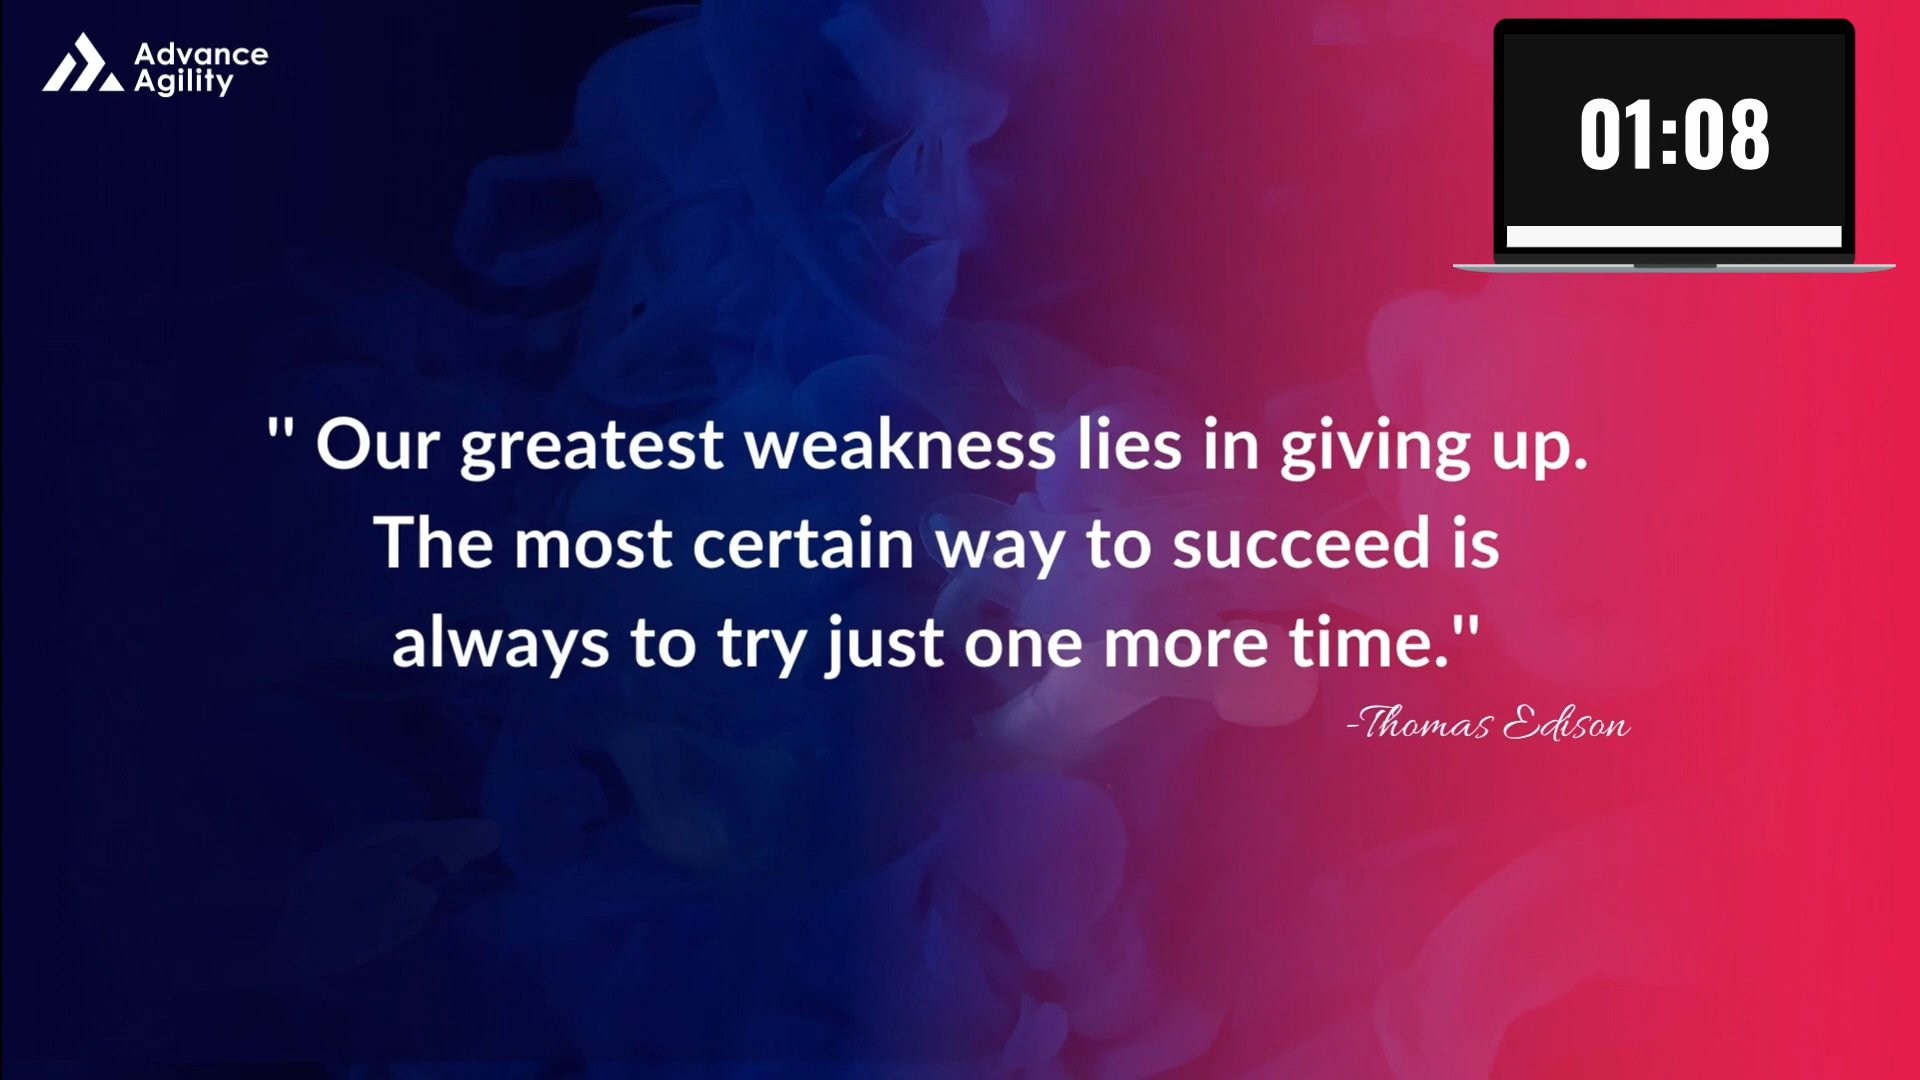 Advance
Agility
01:08
" Our greatest weakness lies in giving up.
The most certain way to succeed is
always to try just one more time."
-Thomas Edison